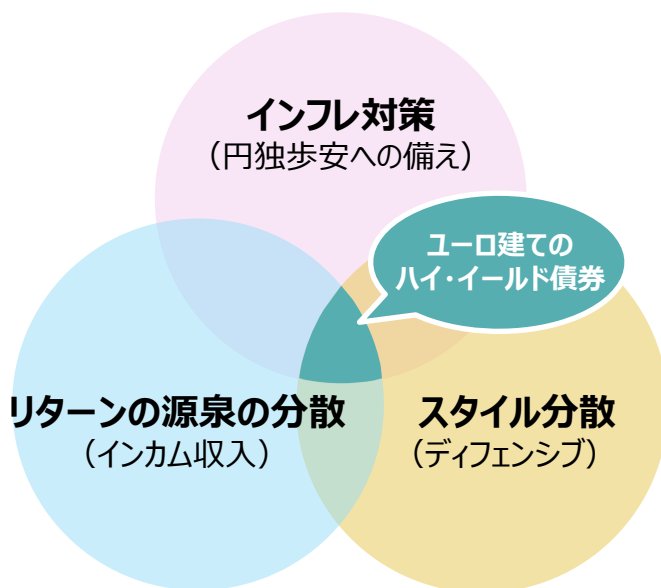 インフレ対策
（円独歩安への備え）
ユーロ建ての
ハイ・イールド債券
リターンの源泉の分散
（インカム収入）
スタイル分散
（ディフェンシブ）